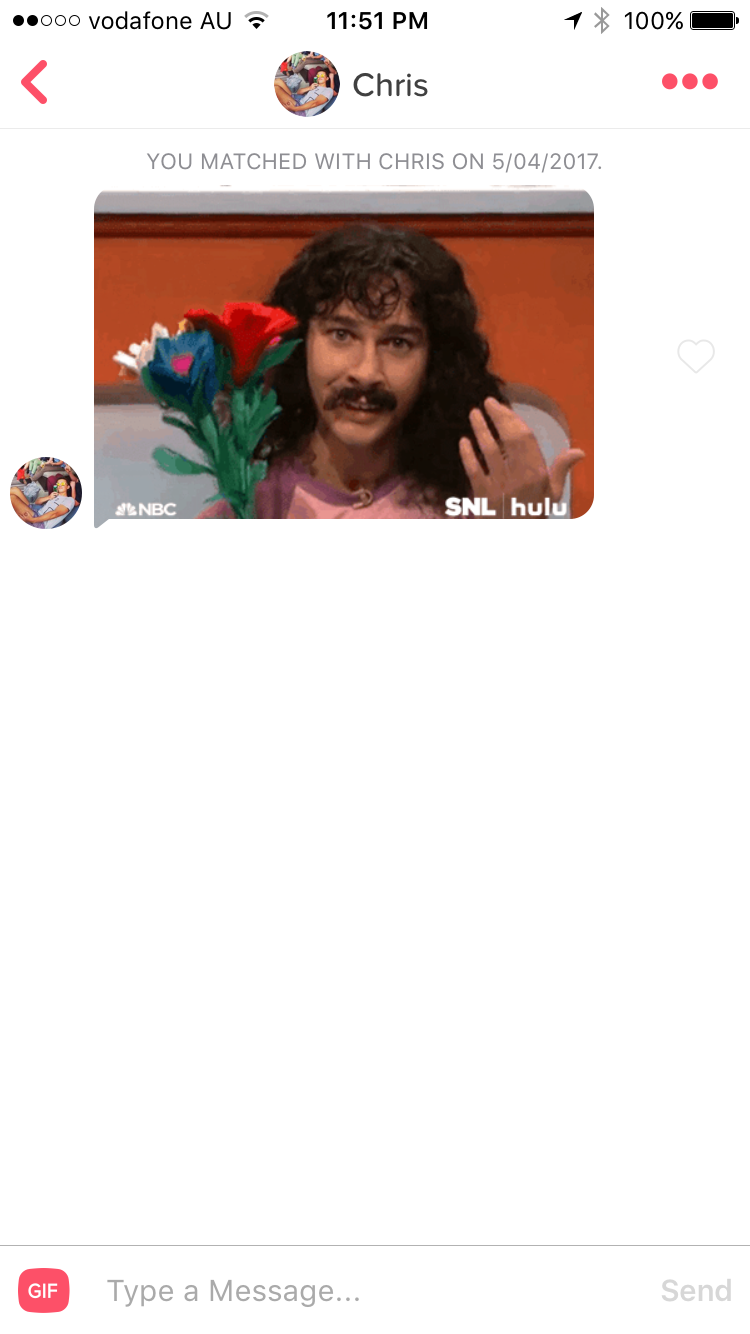 vodafone AU 11:51 PM 100%
Chris
YOU MATCHED WITH CHRIS ON 5/04/2017.
NBC SNL hulu
GIF Type a Message... Send